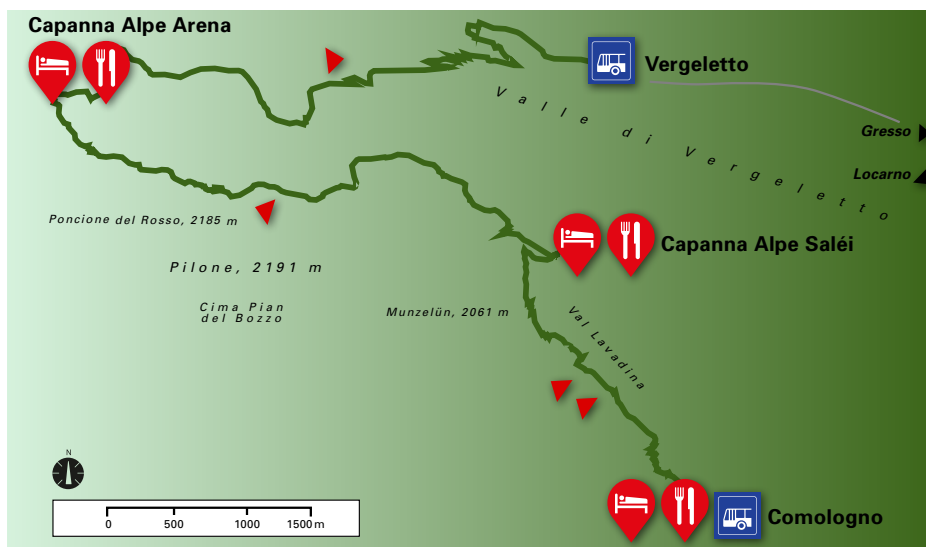 Capanna Alpe Arena
Vergeletto
Valle di Vergeletto
Gresso
Locarno
Poncione del Rosso, 2185 m
Capanna Alpe Saléi
Pilone, 2191 m
Cima Pian
del Bozzo
Munzelün, 2061 m
Val Lavadina
N
0 500 1000 1500 m
Comologno